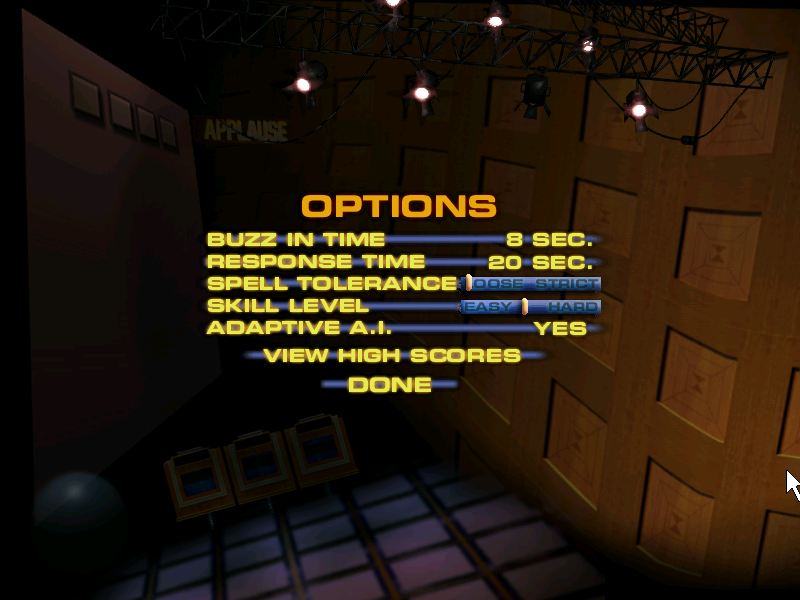 APPLAUSE
OPTIONS
BUZZ IN TIME 8 SEC.
RESPONSE TIME 20 SEC.
SPELL TOLERANCE LOOSE STRICT
SKILL LEVEL EASY HARD
ADAPTIVE A.I. YES
VIEW HIGH SCORES
DONE